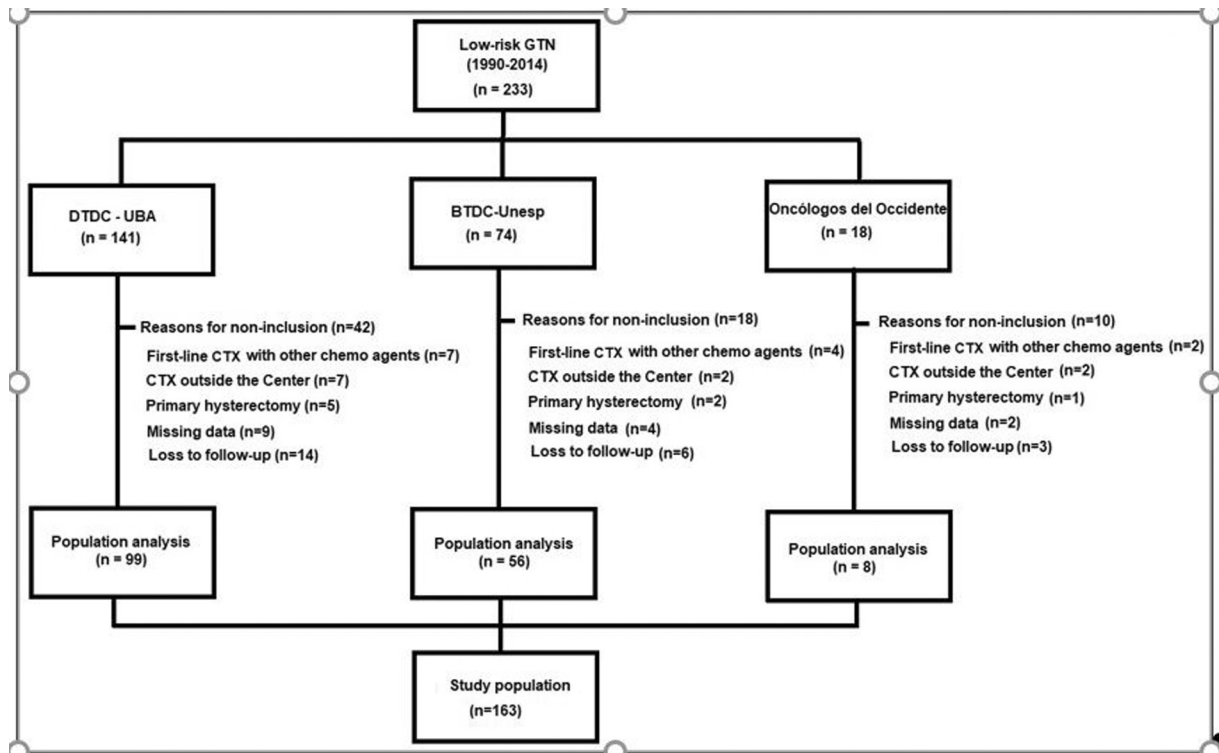 Low-risk GTN
(1990-2014)
(n = 233)
DTDC - UBA
(n = 141)
BTDC-Unesp
(n = 74)
Oncólogos del Occidente
(n = 18)
Reasons for non-inclusion (n=42)
First-line CTX with other chemo agents (n=7)
CTX outside the Center (n=7)
Primary hysterectomy (n=5)
Missing data (n=9)
Loss to follow-up (n=14)
Reasons for non-inclusion (n=18)
First-line CTX with other chemo agents (n=4)
CTX outside the Center (n=2)
Primary hysterectomy (n=2)
Missing data (n=4)
Loss to follow-up (n=6)
Reasons for non-inclusion (n=10)
First-line CTX with other chemo agents (n=2)
CTX outside the Center (n=2)
Primary hysterectomy (n=1)
Missing data (n=2)
Loss to follow-up (n=3)
Population analysis
(n = 99)
Population analysis
(n = 56)
Population analysis
(n = 8)
Study population
(n=163)